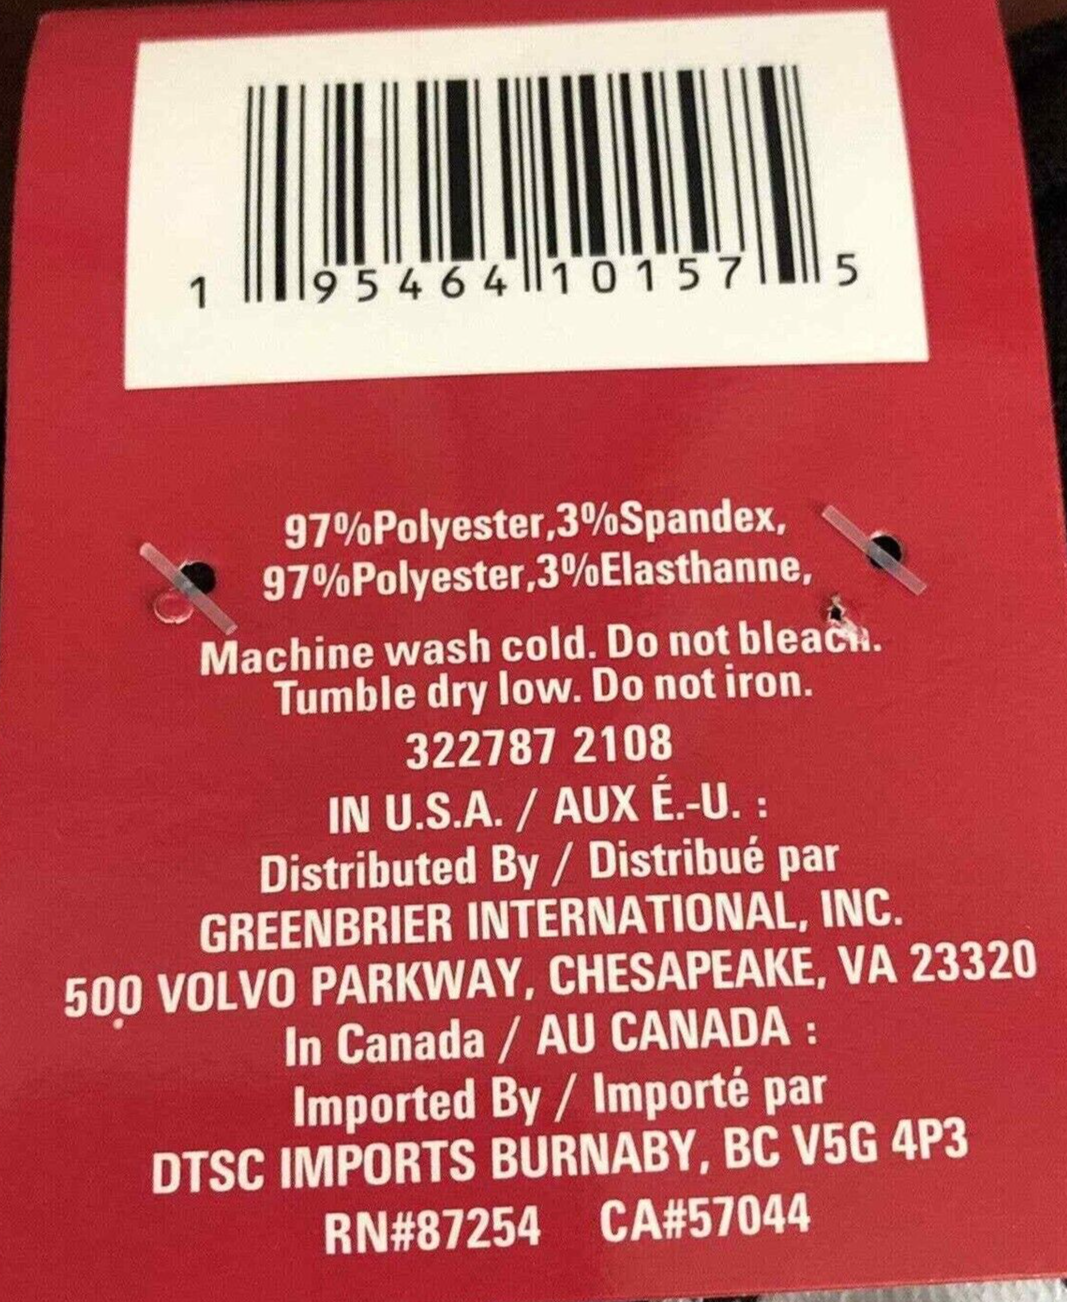 1 95464 10157 5
97%Polyester,3%Spandex,
97%Polyester,3%Elasthanne,
Machine wash cold. Do not bleach.
Tumble dry low. Do not iron.
322787 2108
IN U.S.A. / AUX É.-U. :
Distributed By / Distribué par
GREENBRIER INTERNATIONAL, INC.
500 VOLVO PARKWAY, CHESAPEAKE, VA 23320
In Canada / AU CANADA :
Imported By / Importé par
DTSC IMPORTS BURNABY, BC V5G 4P3
RN#87254 CA#57044